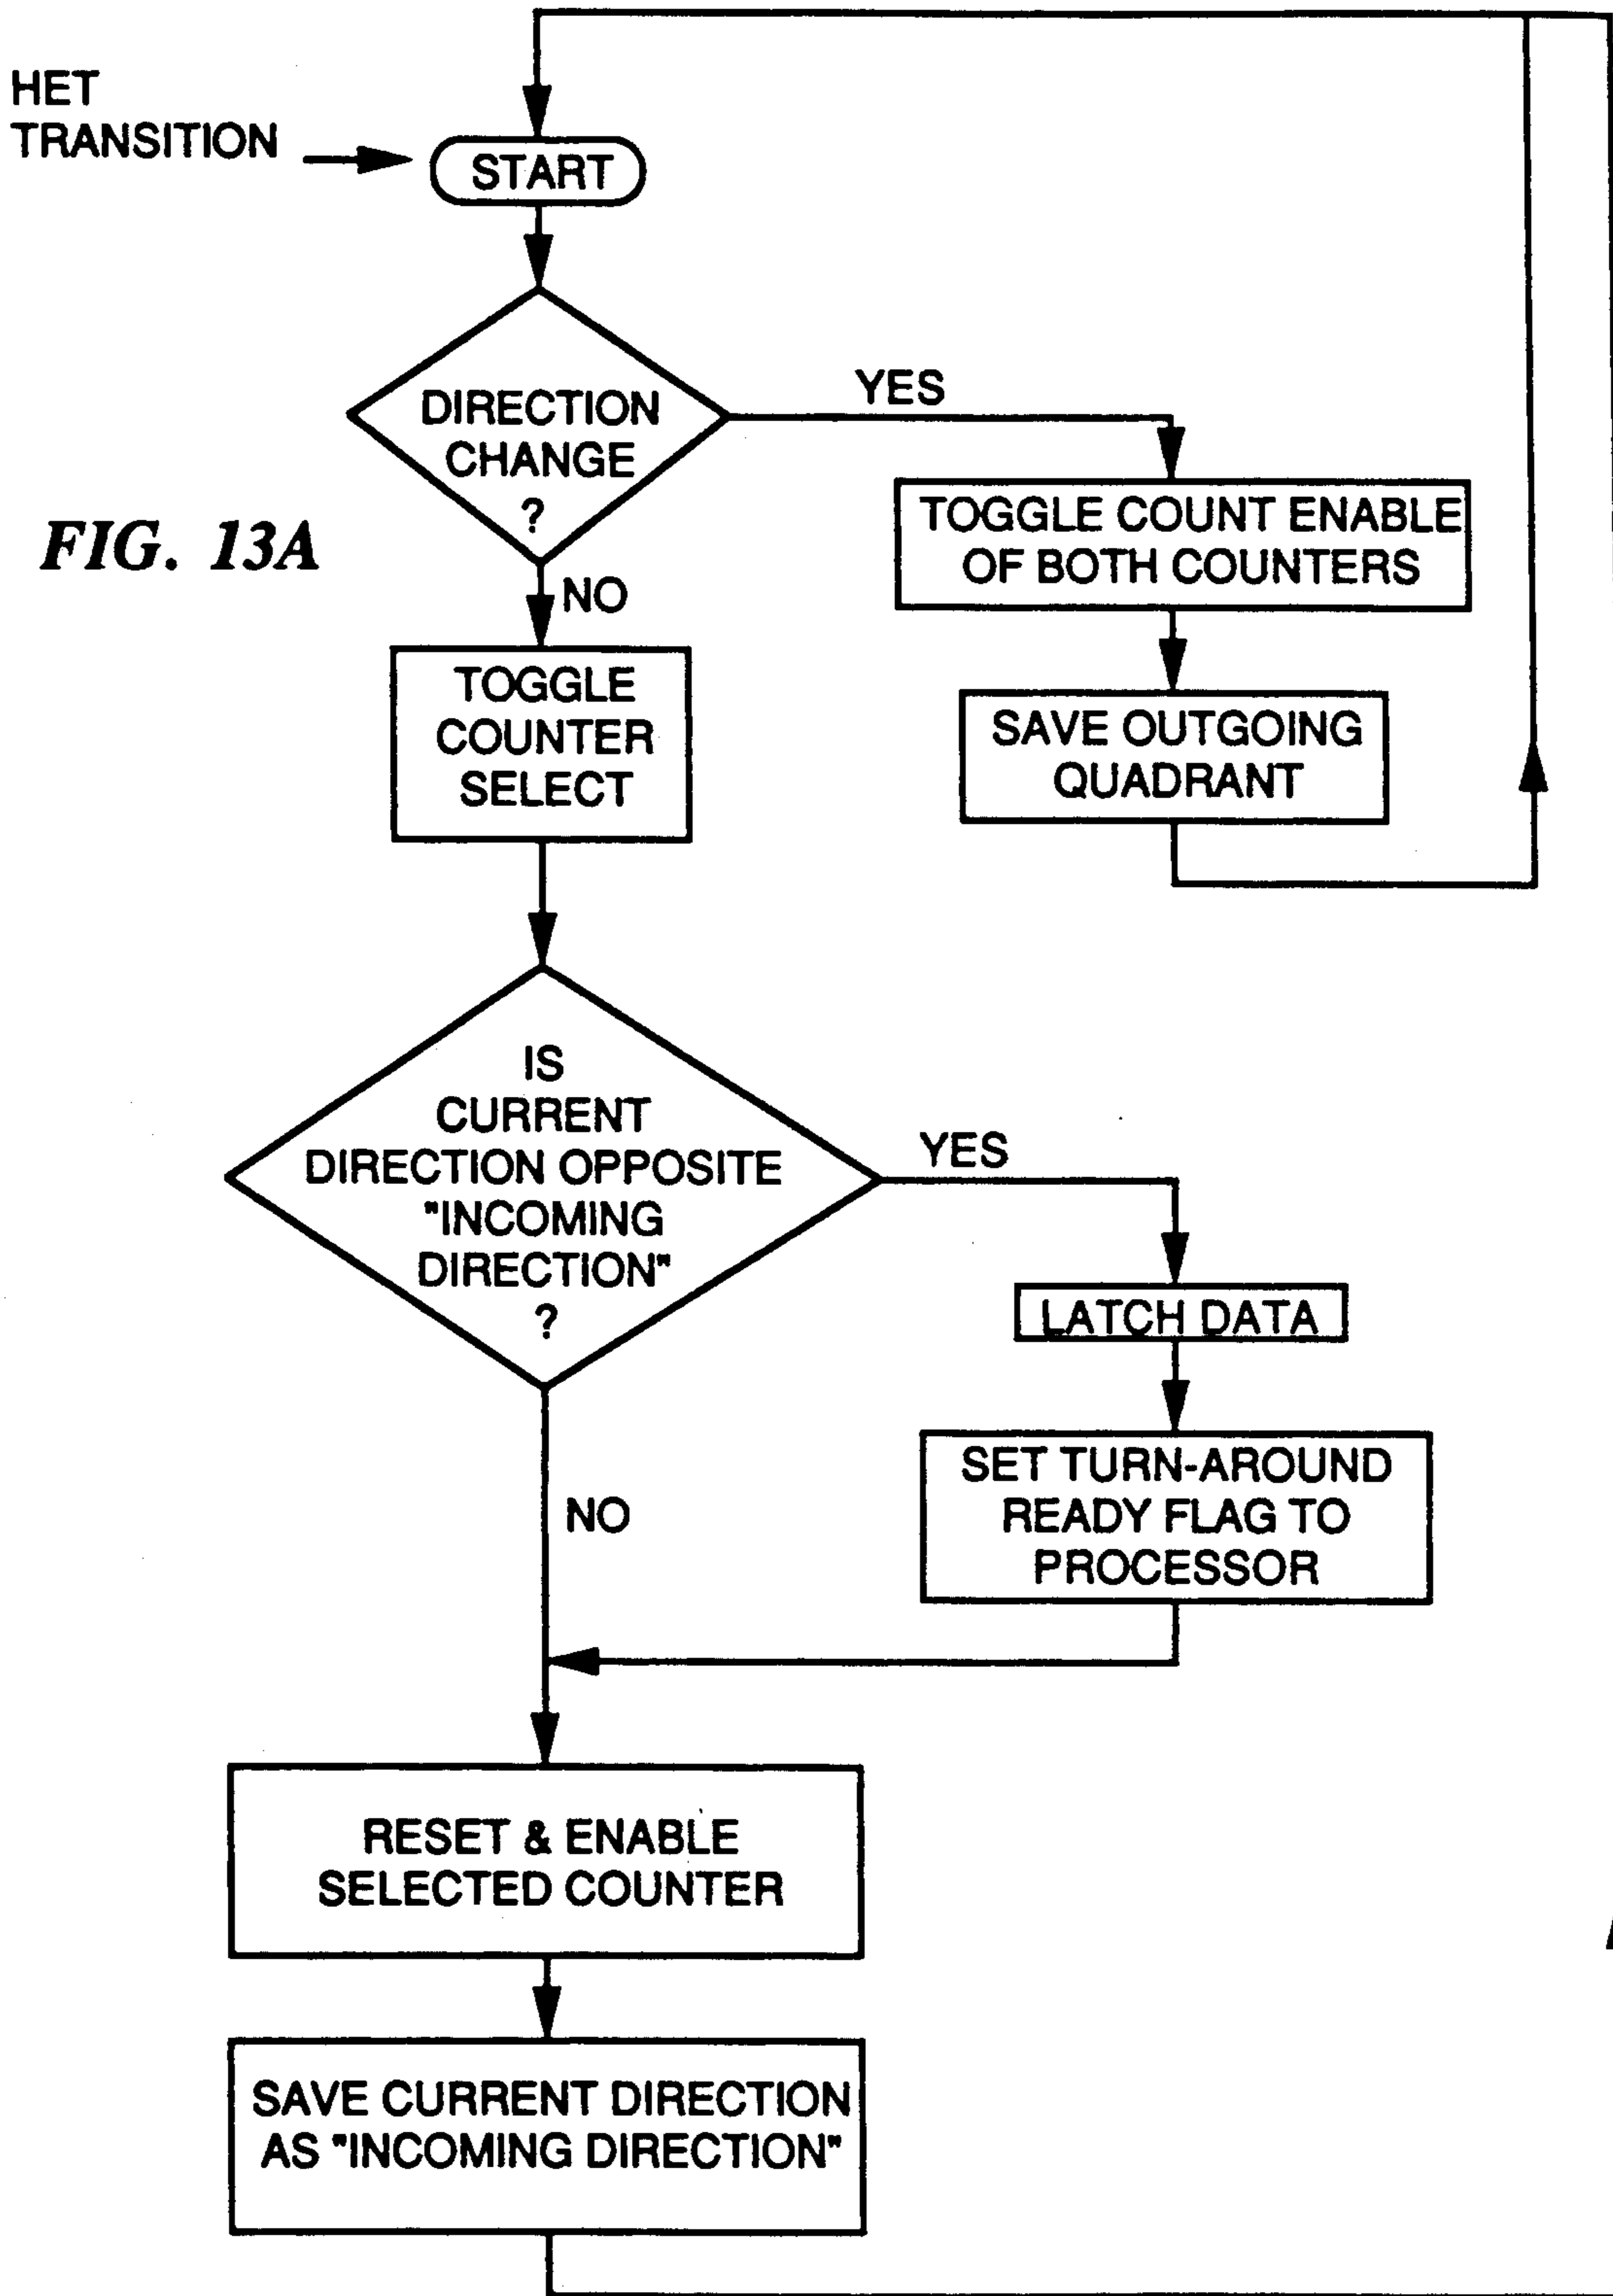 HET
TRANSITION
START
DIRECTION
CHANGE
?
YES
TOGGLE COUNT ENABLE
OF BOTH COUNTERS
FIG. 13A
NO
SAVE OUTGOING
QUADRANT
TOGGLE
COUNTER
SELECT
IS
CURRENT
DIRECTION OPPOSITE
"INCOMING
DIRECTION"
?
YES
LATCH DATA
SET TURN-AROUND
READY FLAG TO
PROCESSOR
NO
RESET & ENABLE
SELECTED COUNTER
SAVE CURRENT DIRECTION
AS "INCOMING DIRECTION"